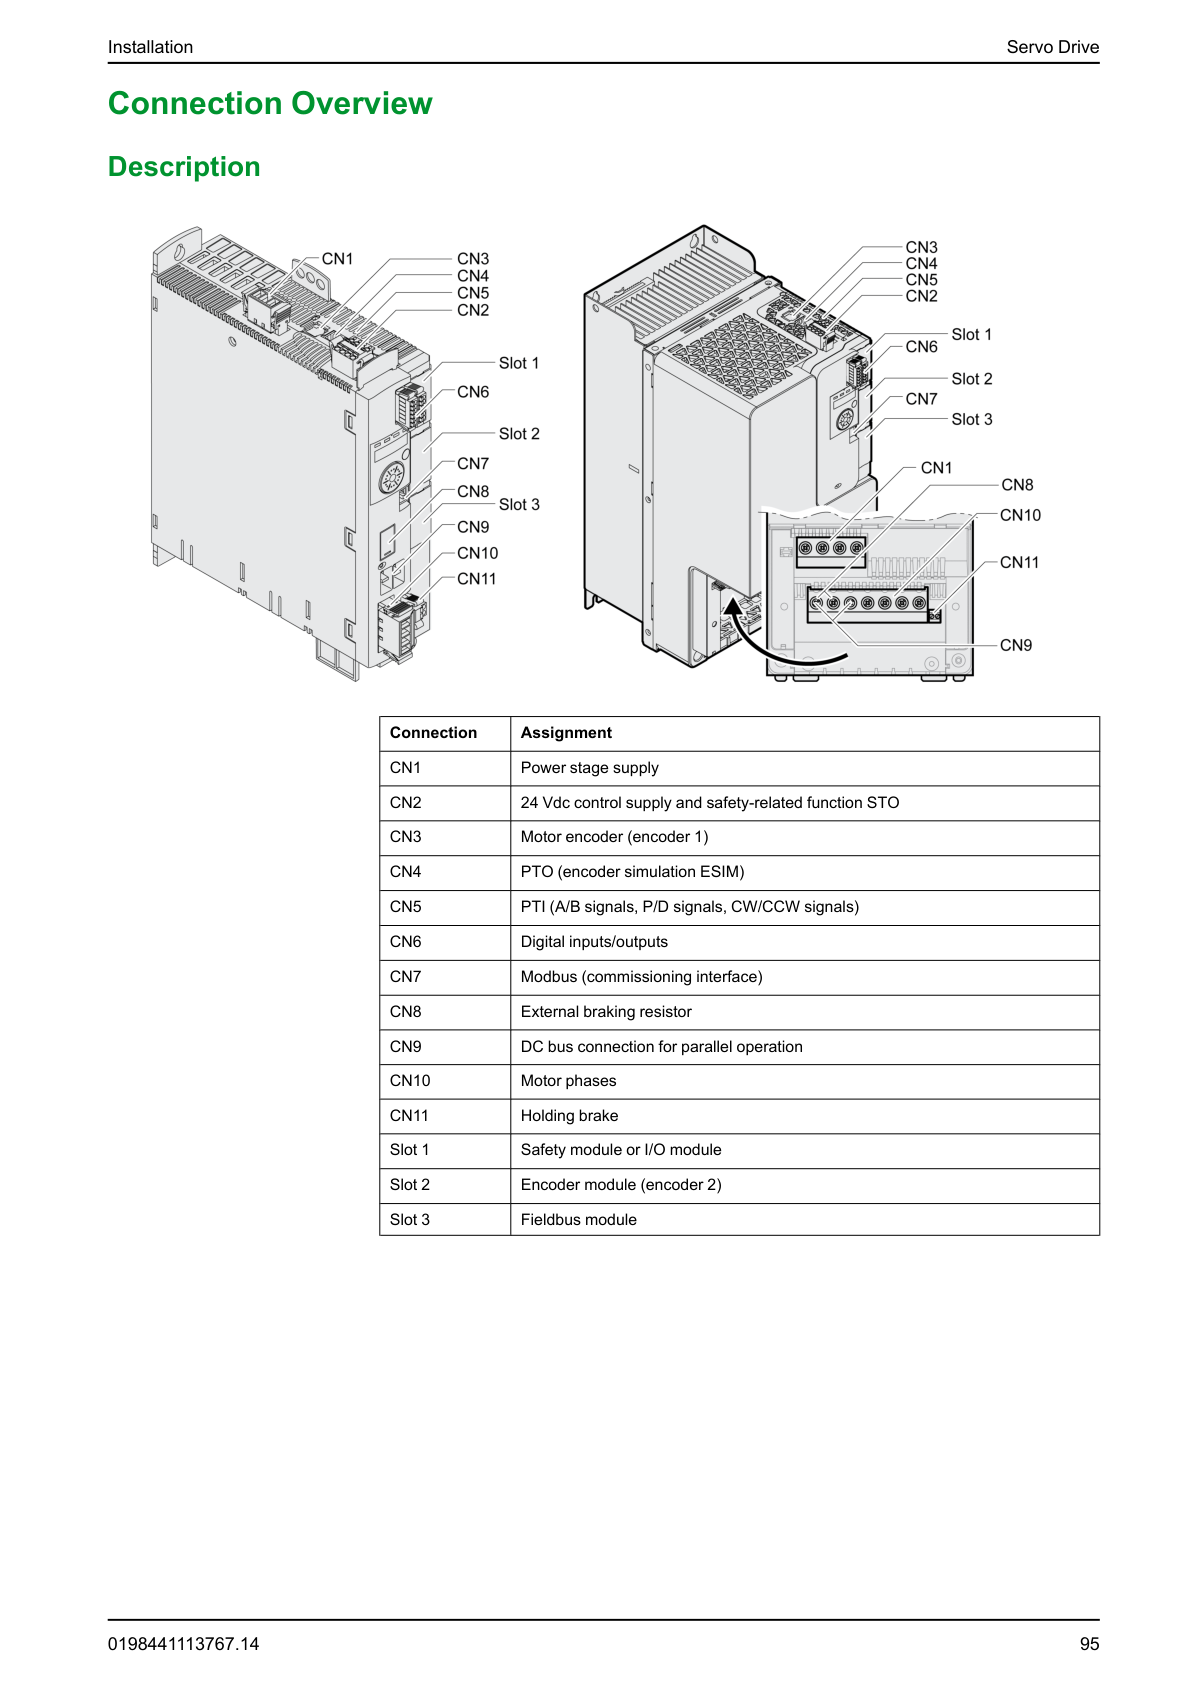 Installation
Servo Drive
Connection Overview
Description
CN1
CN3
CN4
CN5
CN2
Slot 1
CN6
Slot 2
CN7
CN8
Slot 3
CN9
CN10
CN11
CN3
CN4
CN5
CN2
Slot 1
CN6
Slot 2
CN7
Slot 3
CN1
CN8
CN10
CN11
CN9
Connection Assignment
CN1 Power stage supply
CN2 24 Vdc control supply and safety-related function STO
CN3 Motor encoder (encoder 1)
CN4 PTO (encoder simulation ESIM)
CN5 PTI (A/B signals, P/D signals, CW/CCW signals)
CN6 Digital inputs/outputs
CN7 Modbus (commissioning interface)
CN8 External braking resistor
CN9 DC bus connection for parallel operation
CN10 Motor phases
CN11 Holding brake
Slot 1 Safety module or I/O module
Slot 2 Encoder module (encoder 2)
Slot 3 Fieldbus module
0198441113767.14
95